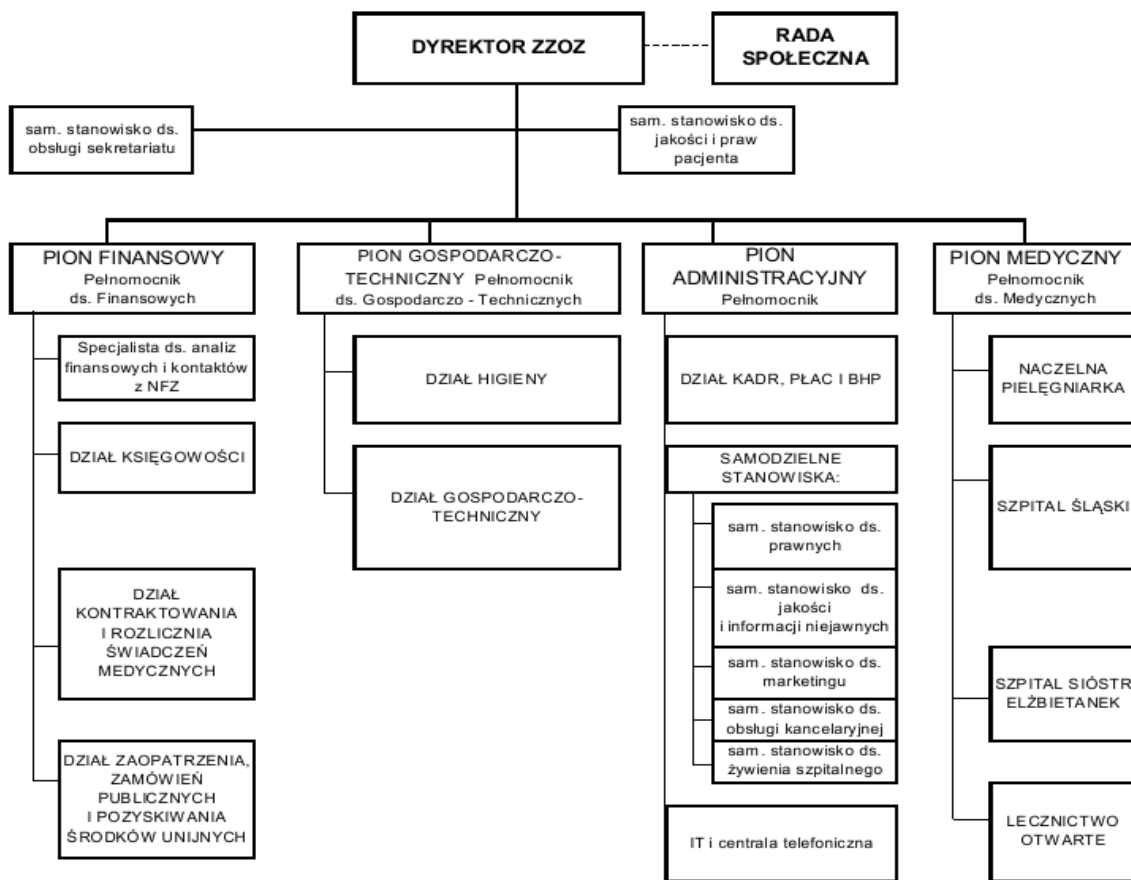 DYREKTOR ZZOZ
RADA
SPOŁECZNA
sam. stanowisko ds.
obsługi sekretariatu
sam. stanowisko ds.
jakości i praw
pacjenta
PION FINANSOWY
Pełnomocnik
ds. Finansowych
Specjalista ds. analiz
finansowych i kontaktów
z NFZ
DZIAŁ KSIĘGOWOŚCI
DZIAŁ
KONTRAKTOWANIA
I ROZLICZNIA
ŚWIADCZEŃ
MEDYCZNYCH
DZIAŁ ZAOPATRZENIA,
ZAMÓWIEŃ
PUBLICZNYCH
I POZYSKIWANIA
ŚRODKÓW UNIJNYCH
PION GOSPODARCZO-
TECHNICZNY Pełnomocnik
ds. Gospodarczo - Technicznych
DZIAŁ HIGIENY
DZIAŁ GOSPODARCZO-
TECHNICZNY
PION
ADMINISTRACYJNY
Pełnomocnik
DZIAŁ KADR, PŁAC I BHP
SAMODZIELNE
STANOWISKA:
sam. stanowisko ds.
prawnych
sam. stanowisko ds.
jakości
i informacji niejawnych
sam. stanowisko ds.
marketingu
sam. stanowisko ds.
obsługi kancelaryjnej
sam. stanowisko ds.
żywienia szpitalnego
IT i centrala telefoniczna
PION MEDYCZNY
Pełnomocnik
ds. Medycznych
NACZELNA
PIELĘGNIARKA
SZPITAL ŚLĄSKI
SZPITAL SIÓSTR
ELŻBIETANEK
LECZNICTWO
OTWARTE